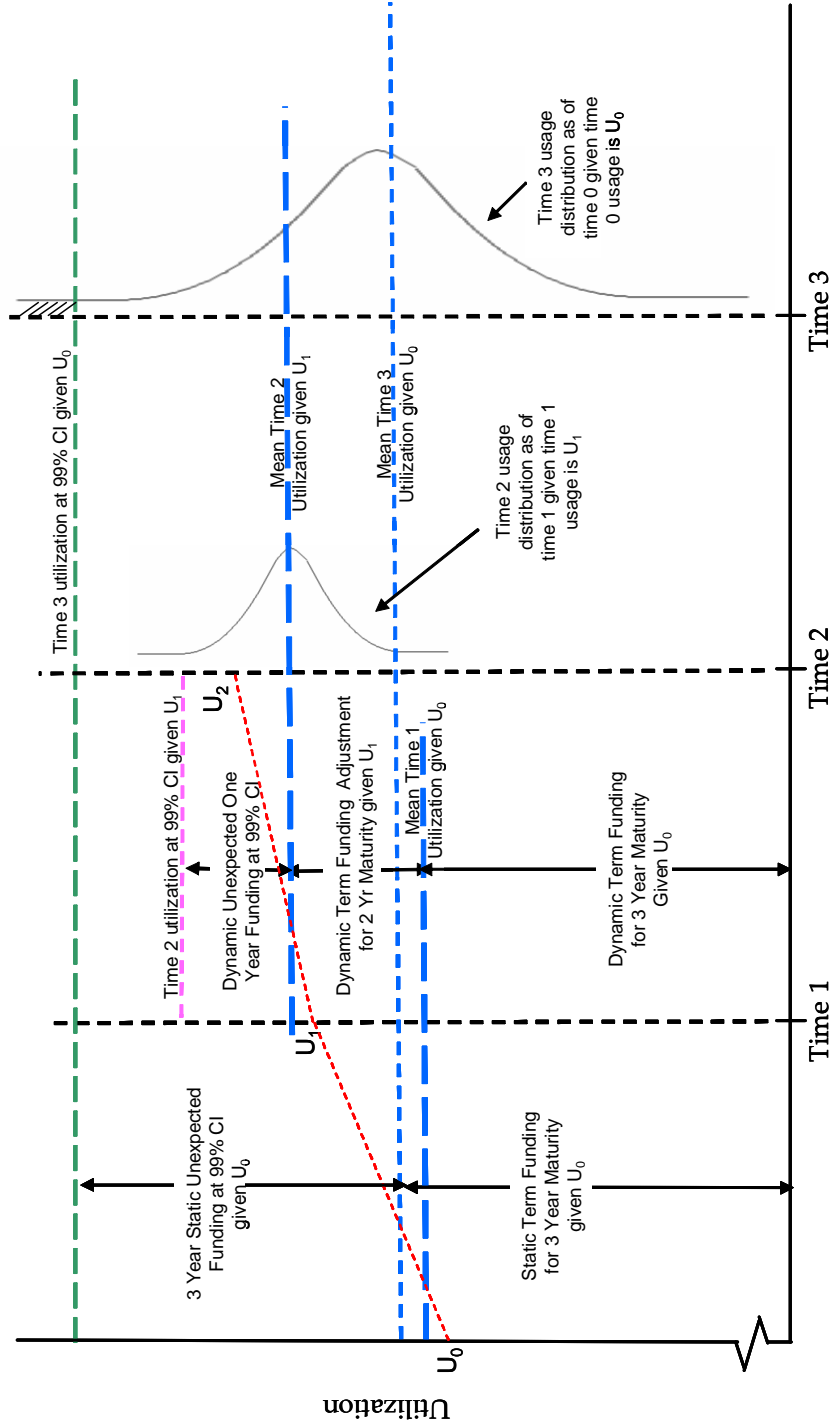 Utilization
Time 3 utilization at 99% CI given U₀
Time 2 utilization at 99% CI given U₁
3 Year Static Unexpected
Funding at 99% CI
given U₀
Dynamic Unexpected One
Year Funding at 99% CI
U₂
U₁
U₀
Dynamic Term Funding Adjustment
for 2 Yr Maturity given U₁
Mean Time 1
Utilization given U₀
Static Term Funding
for 3 Year Maturity
given U₀
Dynamic Term Funding
for 3 Year Maturity
Given U₀
Mean Time 2
Utilization given U₁
Mean Time 3
Utilization given U₀
Time 2 usage
distribution as of
time 1 given time 1
usage is U₁
Time 3 usage
distribution as of
time 0 given time
0 usage is U₀
Time 1
Time 2
Time 3